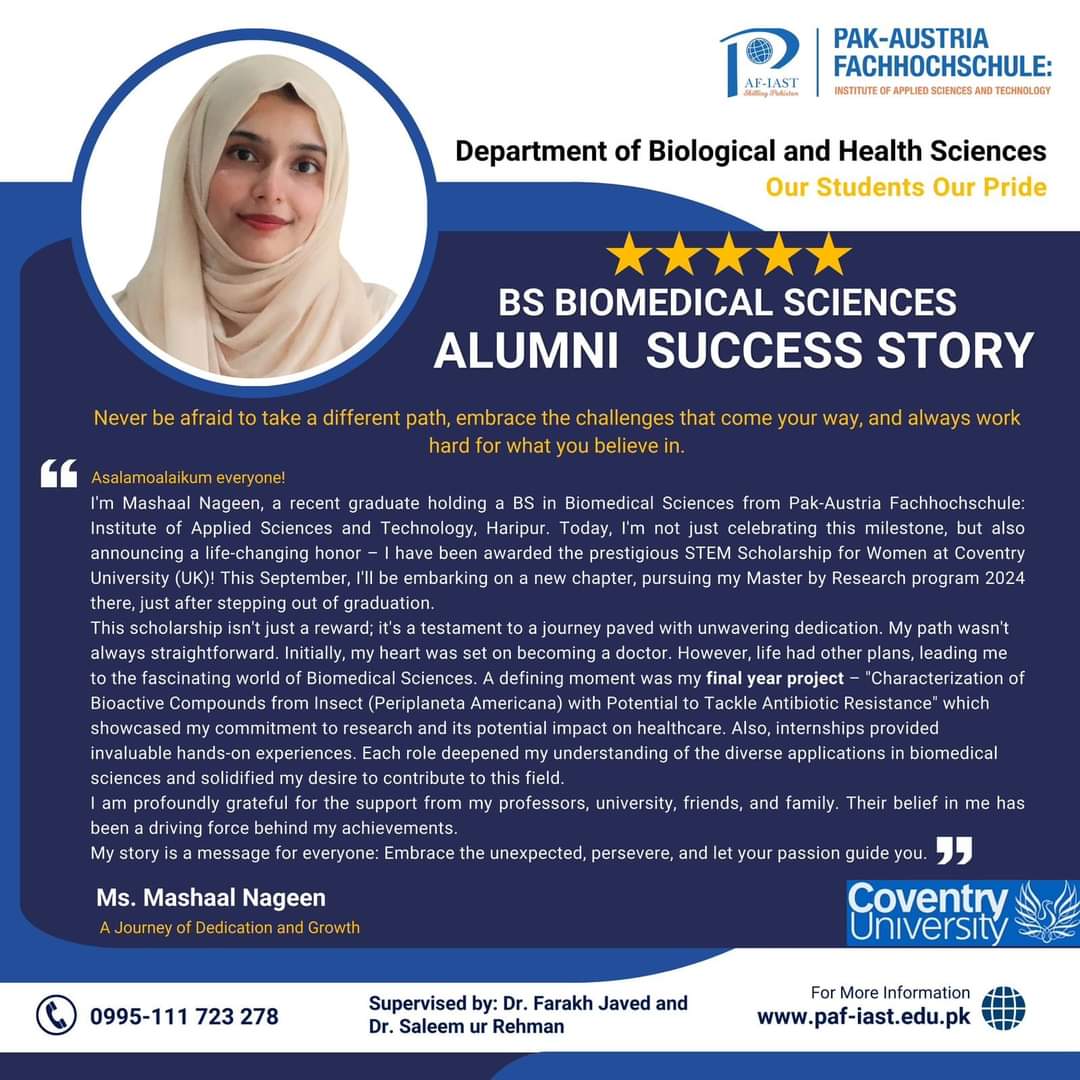 AF-IAST
Skilling Pakistan
PAK-AUSTRIA
FACHHOCHSCHULE:
INSTITUTE OF APPLIED SCIENCES AND TECHNOLOGY
Department of Biological and Health Sciences
Our Students Our Pride
BS BIOMEDICAL SCIENCES
ALUMNI SUCCESS STORY
Never be afraid to take a different path, embrace the challenges that come your way, and always work
hard for what you believe in.
“ Asalamoalaikum everyone!
I'm Mashaal Nageen, a recent graduate holding a BS in Biomedical Sciences from Pak-Austria Fachhochschule:
Institute of Applied Sciences and Technology, Haripur. Today, I'm not just celebrating this milestone, but also
announcing a life-changing honor – I have been awarded the prestigious STEM Scholarship for Women at Coventry
University (UK)! This September, I'll be embarking on a new chapter, pursuing my Master by Research program 2024
there, just after stepping out of graduation.
This scholarship isn't just a reward; it's a testament to a journey paved with unwavering dedication. My path wasn't
always straightforward. Initially, my heart was set on becoming a doctor. However, life had other plans, leading me
to the fascinating world of Biomedical Sciences. A defining moment was my final year project – "Characterization of
Bioactive Compounds from Insect (Periplaneta Americana) with Potential to Tackle Antibiotic Resistance" which
showcased my commitment to research and its potential impact on healthcare. Also, internships provided
invaluable hands-on experiences. Each role deepened my understanding of the diverse applications in biomedical
sciences and solidified my desire to contribute to this field.
I am profoundly grateful for the support from my professors, university, friends, and family. Their belief in me has
been a driving force behind my achievements.
My story is a message for everyone: Embrace the unexpected, persevere, and let your passion guide you. ”
Ms. Mashaal Nageen
A Journey of Dedication and Growth
Coventry
University
0995-111 723 278
Supervised by: Dr. Farakh Javed and
Dr. Saleem ur Rehman
For More Information
www.paf-iast.edu.pk